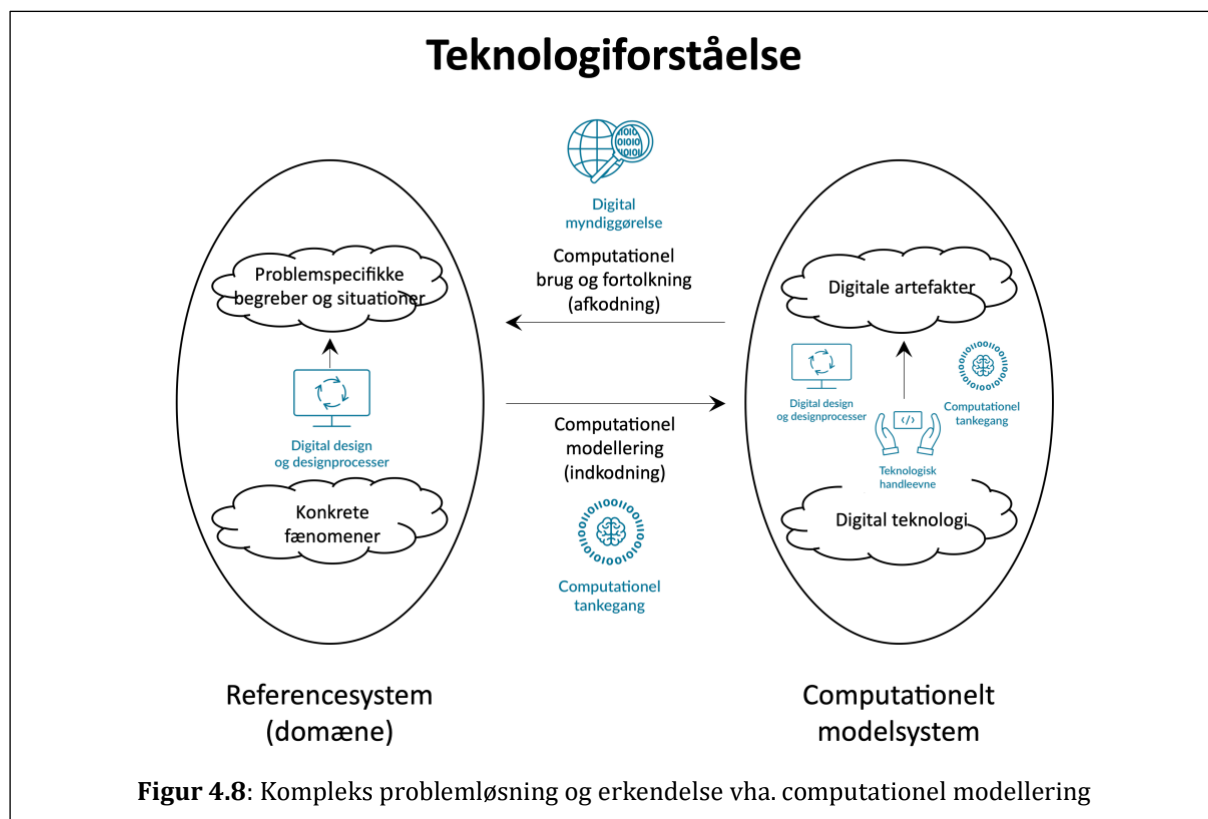 Teknologiforståelse
Digital
myndiggørelse
Computationel
brug og fortolkning
(afkodning)
Problemspecifikke
begreber og situationer
Digital design
og designprocesser
Konkrete
fænomener
Computationel
modellering
(indkodning)
Computationel
tankegang
Digitale artefakter
Digital design
og designprocesser
Computationel
tankegang
Teknologisk
handleevne
Digital teknologi
Referencesystem
(domæne)
Computationelt
modelsystem
Figur 4.8: Kompleks problemløsning og erkendelse vha. computationel modellering